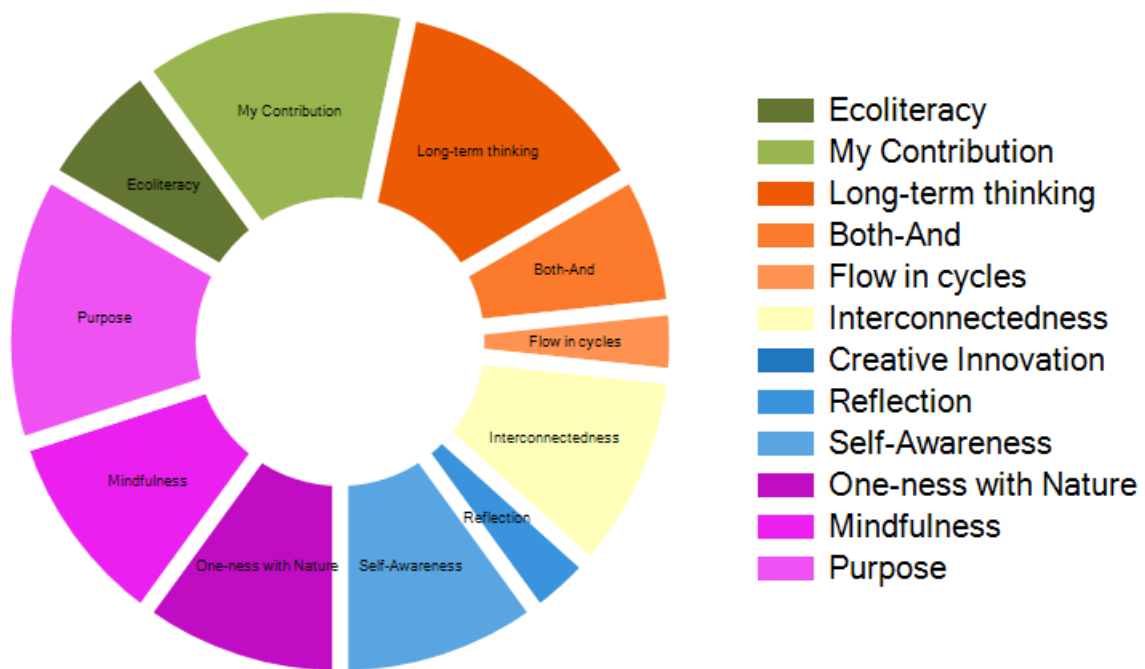 My Contribution
Long-term thinking
Ecoliteracy
Both-And
Purpose
Flow in cycles
Interconnectedness
Mindfulness
Reflection
One-ness with Nature
Self-Awareness
Ecoliteracy
My Contribution
Long-term thinking
Both-And
Flow in cycles
Interconnectedness
Creative Innovation
Reflection
Self-Awareness
One-ness with Nature
Mindfulness
Purpose